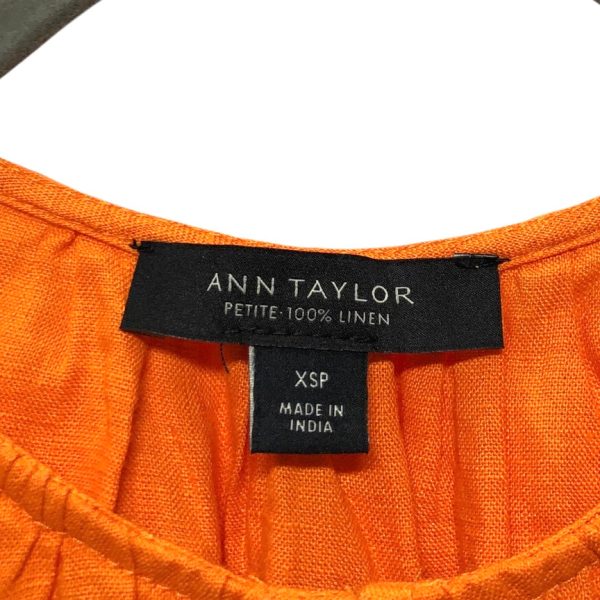 ANN TAYLOR
PETITE·100% LINEN
XSP
MADE IN
INDIA